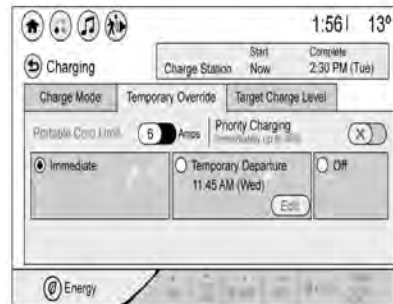 1:56 13°
Charging
Start Complete
Charge Station Now 2:30 PM (Tue)
Charge Mode Temporary Override Target Charge Level
Portable Cord Limit 6 Amps Priority Charging
Immediate Temporary Departure Off
11:45 AM (Wed)
Edit
Energy